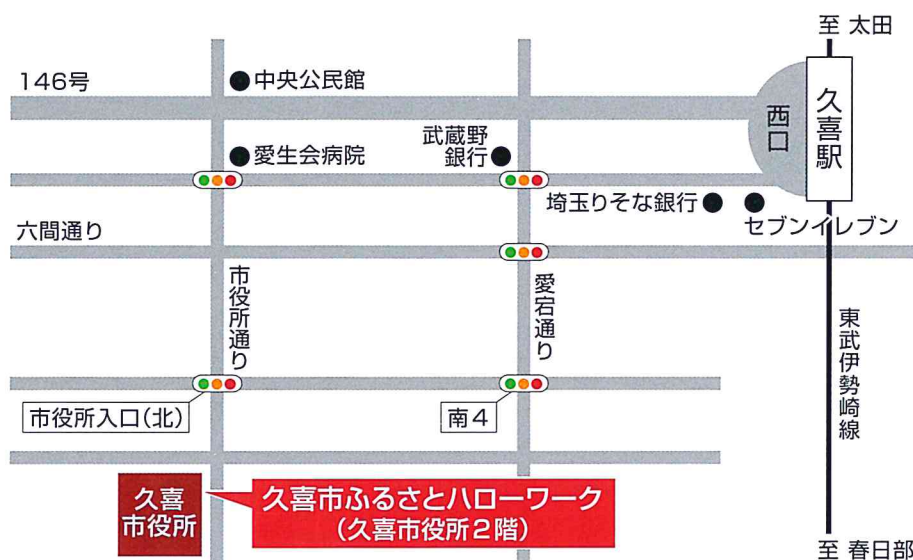 至 太田
146号
中央公民館
久喜駅
西口
武蔵野
銀行
愛生会病院
埼玉りそな銀行
セブンイレブン
六間通り
市役所通り
愛宕通り
東武伊勢崎線
市役所入口(北)
南4
久喜
市役所
久喜市ふるさとハローワーク
(久喜市役所2階)
至 春日部